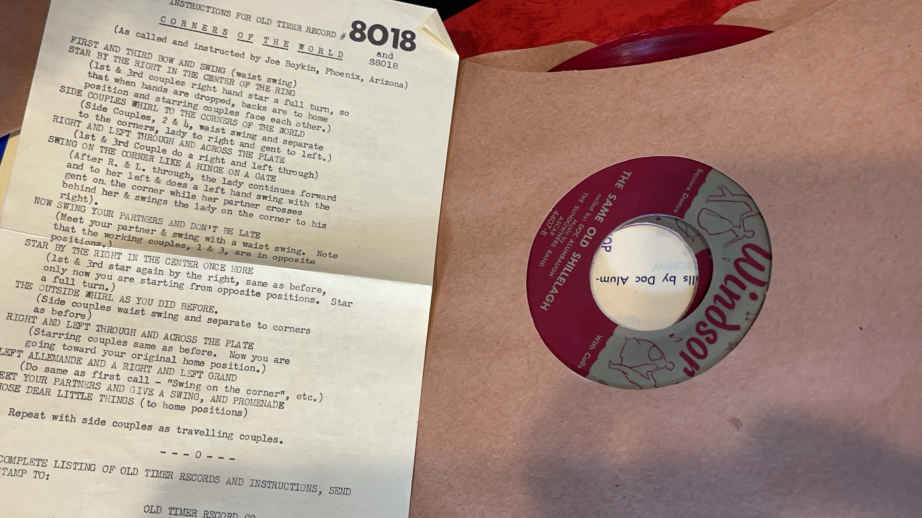 INSTRUCTIONS FOR OLD TIMER RECORD # 8018
and
S8018
CORNERS OF THE WORLD
(As called and instructed by Joe Boykin, Phoenix, Arizona)
FIRST AND THIRD BOW AND SWING (waist swing)
STAR BY THE RIGHT IN THE CENTER OF THE RING
(1st & 3rd couples right hand star a full turn, so
that when hands are dropped, backs are to home
position and starring couples face each other.)
SIDE COUPLES WHIRL TO THE CORNERS OF THE WORLD
(Side Couples, 2 & 4, waist swing and separate
to the corners, lady to right and gent to left.)
RIGHT AND LEFT THROUGH AND ACROSS THE PLATE
(1st & 3rd Couple do a right and left through)
SWING ON THE CORNER LIKE A HINGE ON A GATE
(After R. & L. through, the lady continues forward
and to her left & does a left hand swing with the
gent on the corner while her partner crosses
behind her & swings the lady on the corner to his
right).
NOW SWING YOUR PARTNERS AND DON'T BE LATE
(Meet your partner & swing with a waist swing. Note
that the working couples, 1 & 3, are in opposite
positions.)
STAR BY THE RIGHT IN THE CENTER ONCE MORE
(1st & 3rd star again by the right, same as before,
only now you are starting from opposite positions. Star
a full turn.)
THE OUTSIDE WHIRL AS YOU DID BEFORE.
(Side couples waist swing and separate to corners
as before)
RIGHT AND LEFT THROUGH AND ACROSS THE PLATE
(Starring couples same as before. Now you are
going toward your original home position.)
LEFT ALLEMANDE AND A RIGHT AND LEFT GRAND
(Do same as first call - "Swing on the corner", etc.)
EET YOUR PARTNERS AND GIVE A SWING, AND PROMENADE
HOSE DEAR LITTLE THINGS (to home positions)
Repeat with side couples as travelling couples.
---0---
COMPLETE LISTING OF OLD TIMER RECORDS AND INSTRUCTIONS, SEND
STAMP TO:
OLD TIMER RECORD CO
Windsor
Square Dance
THE SAME OLD SHILLELAGH
DOC ALUMBAUGH
THE SUNDOWNERS BAND
ASCAP
With Calls
OP
lls by Doc Alum-